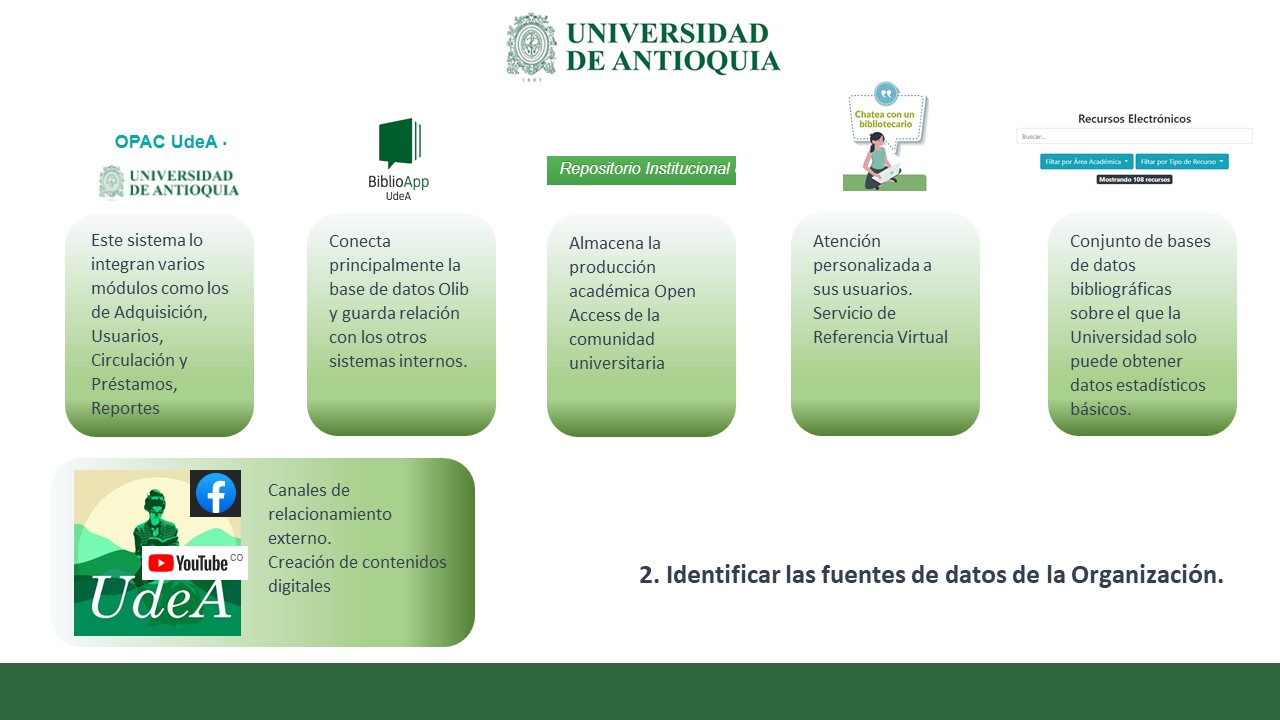 UNIVERSIDAD
DE ANTIOQUIA
1803
OPAC UdeA ·
UNIVERSIDAD
DE ANTIOQUIA
BiblioApp
UdeA
Repositorio Institucional
Chatea con un
bibliotecario
Recursos Electrónicos
Buscar...
Filtrar por Área Académica
Filtrar por Tipo de Recurso
Mostrando 108 recursos
Este sistema lo
integran varios
módulos como los
de Adquisición,
Usuarios,
Circulación y
Préstamos,
Reportes
Conecta
principalmente la
base de datos Olib
y guarda relación
con los otros
sistemas internos.
Almacena la
producción
académica Open
Access de la
comunidad
universitaria
Atención
personalizada a
sus usuarios.
Servicio de
Referencia Virtual
Conjunto de bases
de datos
bibliográficas
sobre el que la
Universidad solo
puede obtener
datos estadísticos
básicos.
YouTube CO
UdeA
Canales de
relacionamiento
externo.
Creación de contenidos
digitales
2. Identificar las fuentes de datos de la Organización.